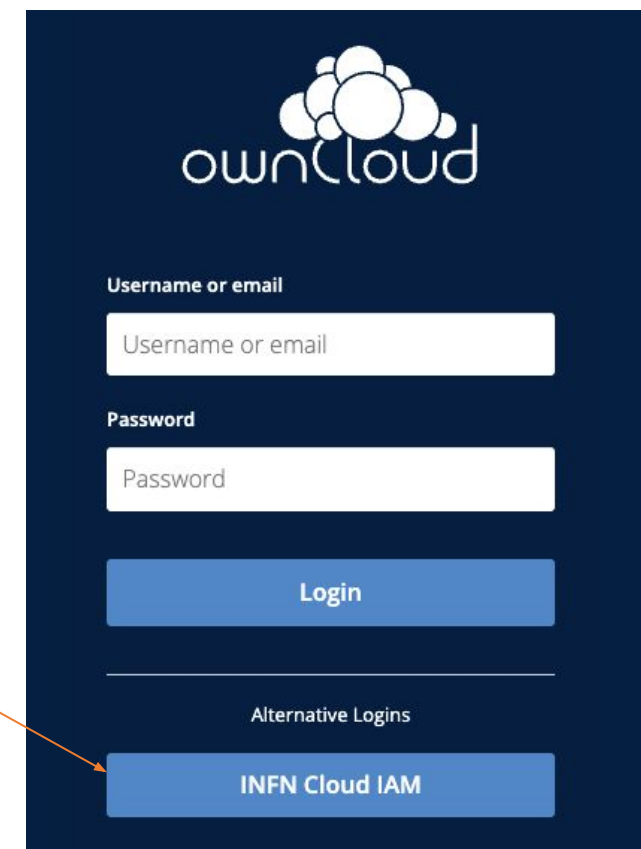 ownCloud
Username or email
Username or email
Password
Password
Login
Alternative Logins
INFN Cloud IAM